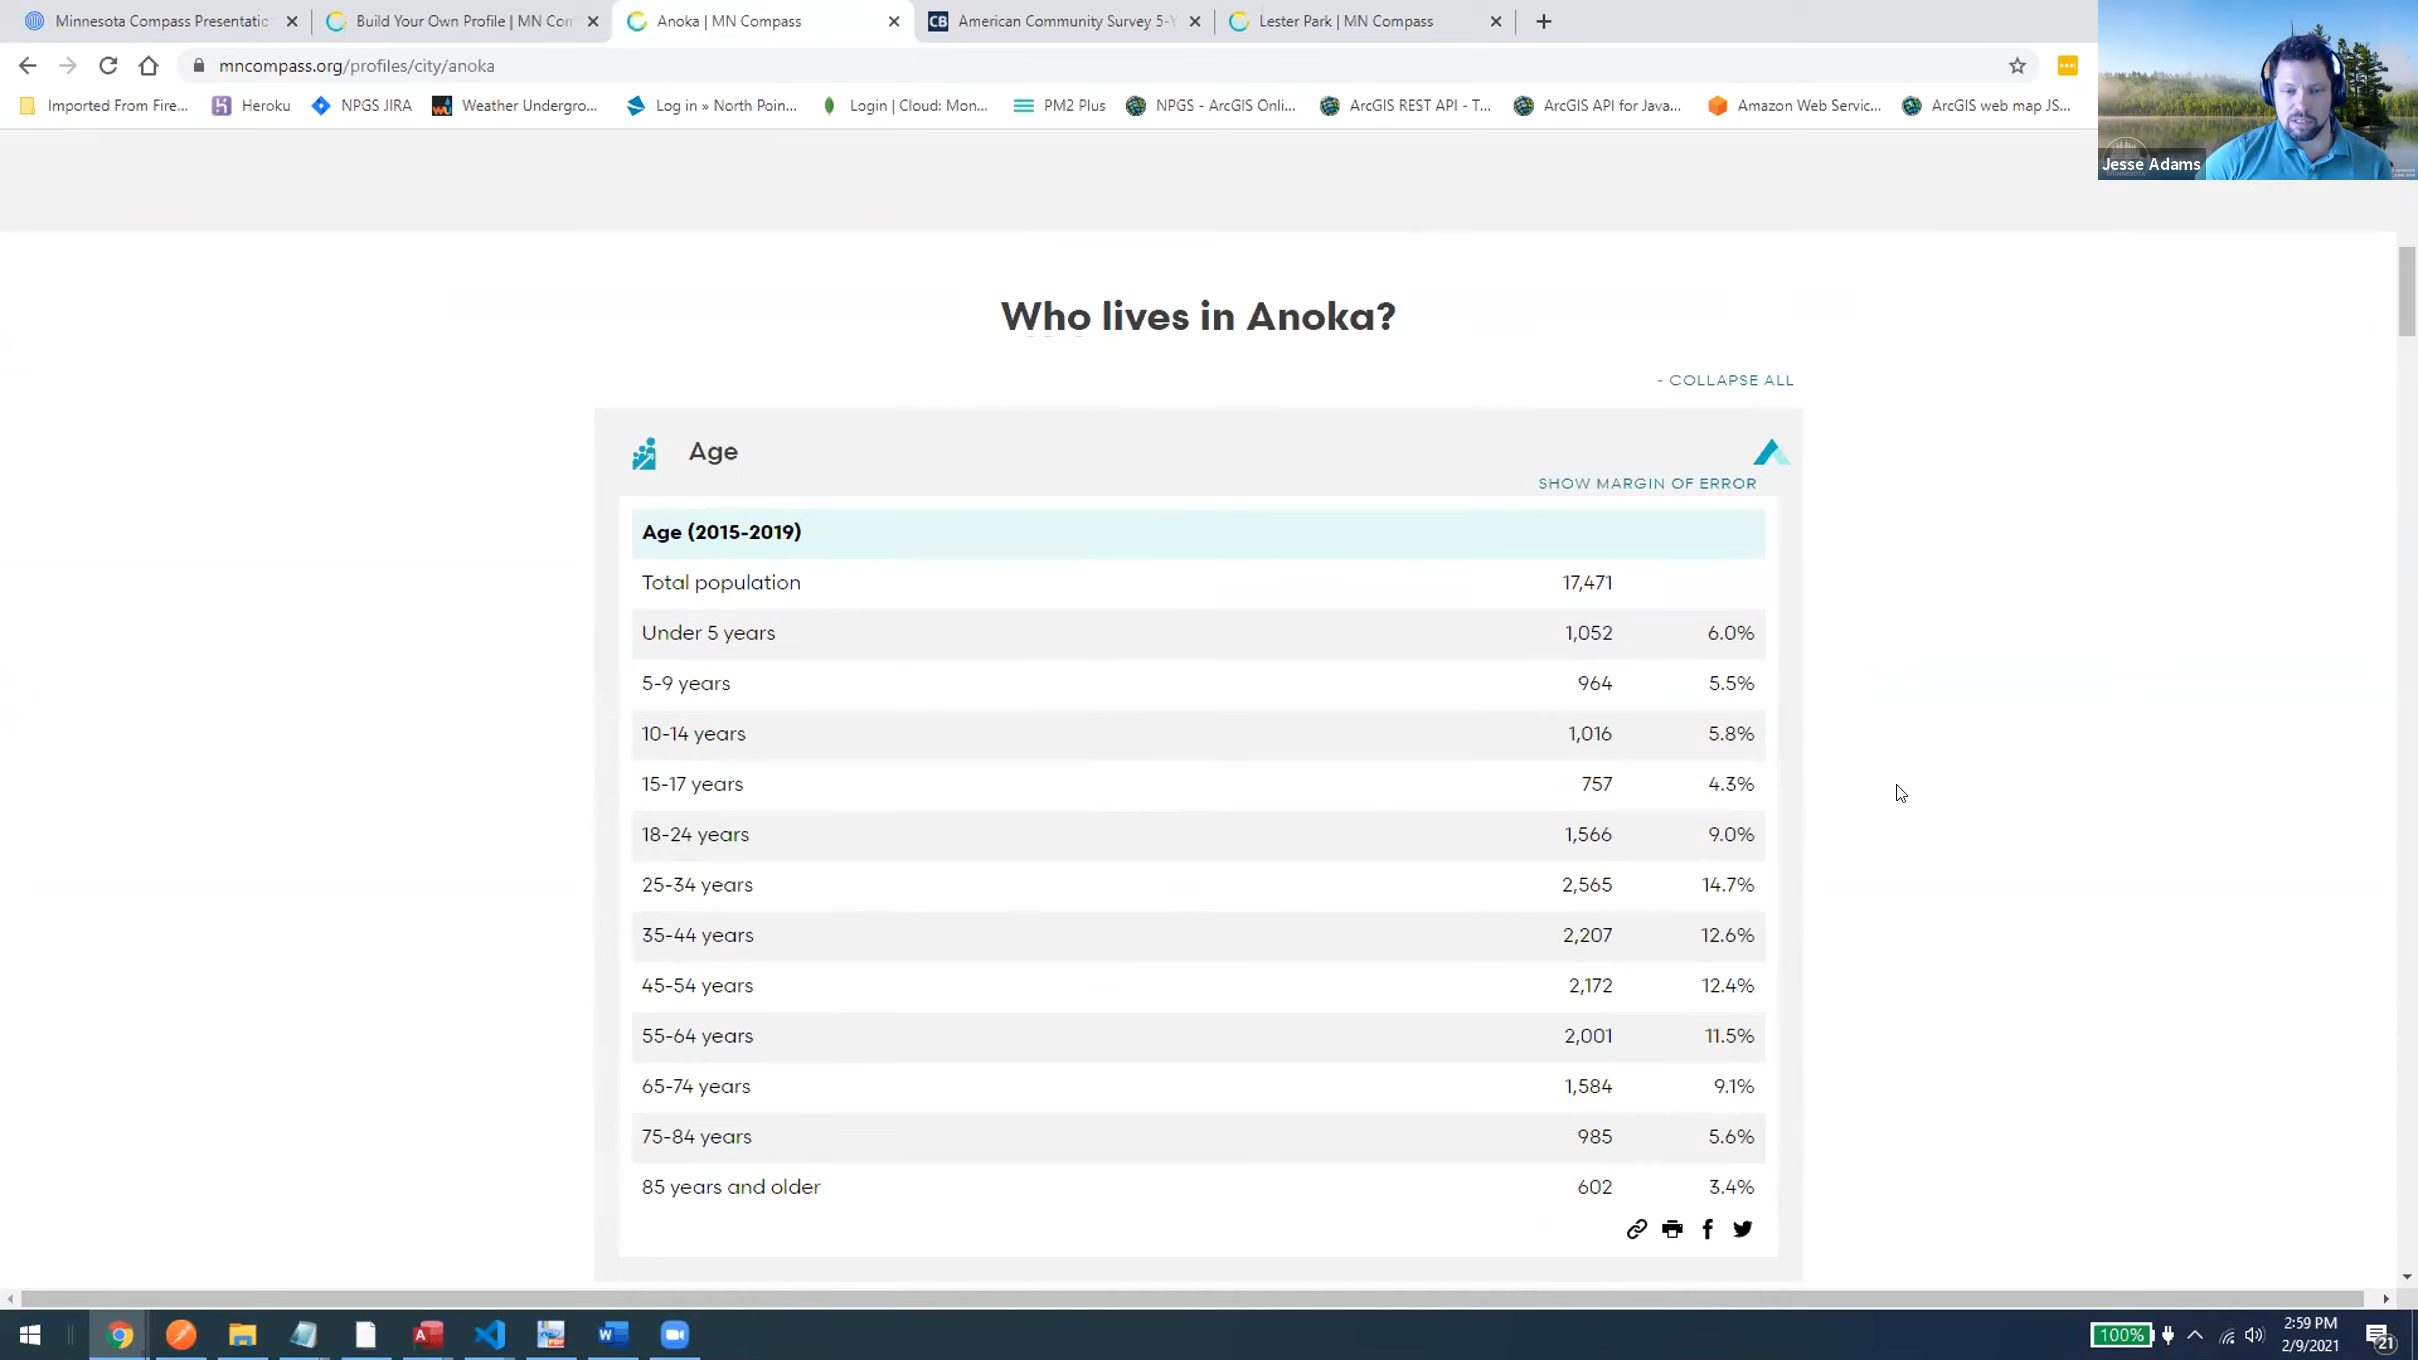 Minnesota Compass Presentatic
Build Your Own Profile | MN Com
Anoka | MN Compass
CB American Community Survey 5-Y
Lester Park | MN Compass
mncompass.org/profiles/city/anoka
Imported From Fire...
Heroku
NPGS JIRA
Weather Undergro...
Log in » North Poin...
Login | Cloud: Mon...
PM2 Plus
NPGS - ArcGIS Onli...
ArcGIS REST API - T...
ArcGIS API for Java...
Amazon Web Servic...
ArcGIS web map JS...
Jesse Adams
Who lives in Anoka?
- COLLAPSE ALL
Age
SHOW MARGIN OF ERROR
Age (2015-2019)
Total population 17,471
Under 5 years 1,052 6.0%
5-9 years 964 5.5%
10-14 years 1,016 5.8%
15-17 years 757 4.3%
18-24 years 1,566 9.0%
25-34 years 2,565 14.7%
35-44 years 2,207 12.6%
45-54 years 2,172 12.4%
55-64 years 2,001 11.5%
65-74 years 1,584 9.1%
75-84 years 985 5.6%
85 years and older 602 3.4%
100%
2:59 PM
2/9/2021
21